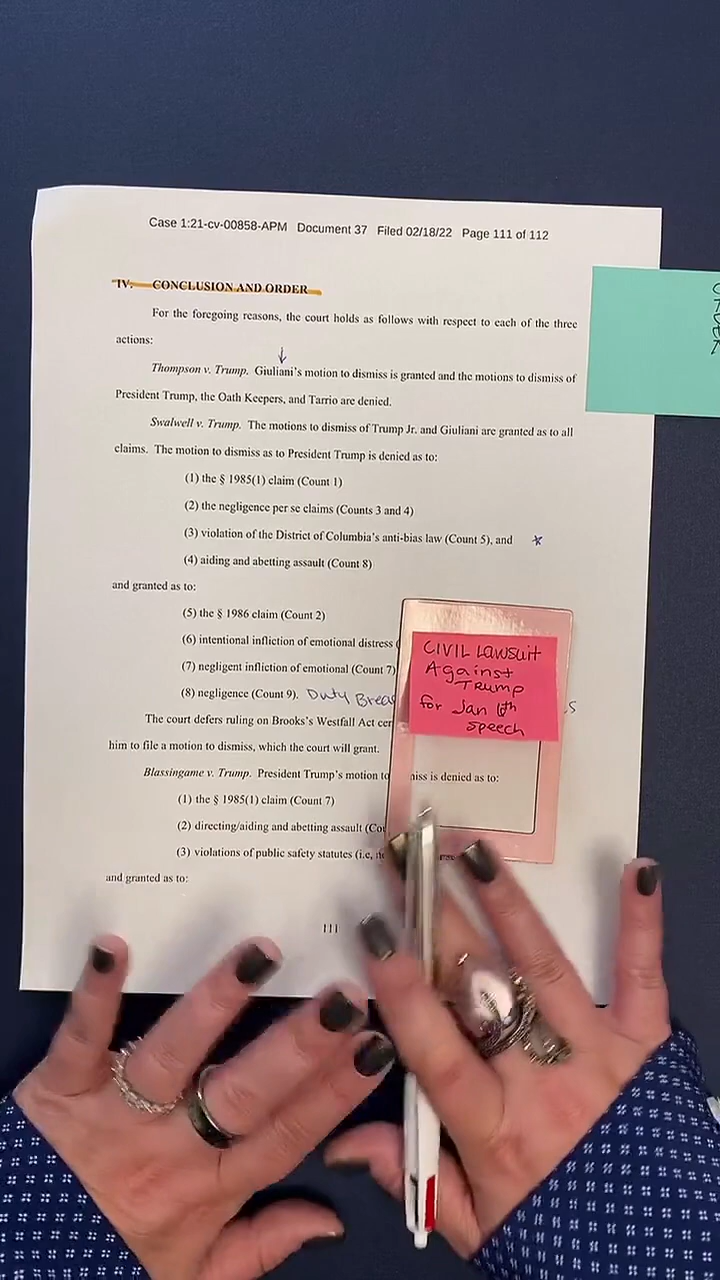 Case 1:21-cv-00858-APM Document 37 Filed 02/18/22 Page 111 of 112
IV. CONCLUSION AND ORDER
For the foregoing reasons, the court holds as follows with respect to each of the three
actions:
Thompson v. Trump. Giuliani's motion to dismiss is granted and the motions to dismiss of
President Trump, the Oath Keepers, and Tarrio are denied.
Swalwell v. Trump. The motions to dismiss of Trump Jr. and Giuliani are granted as to all
claims. The motion to dismiss as to President Trump is denied as to:
(1) the § 1985(1) claim (Count 1)
(2) the negligence per se claims (Counts 3 and 4)
(3) violation of the District of Columbia's anti-bias law (Count 5), and *
(4) aiding and abetting assault (Count 8)
and granted as to:
(5) the § 1986 claim (Count 2)
(6) intentional infliction of emotional distress (
(7) negligent infliction of emotional (Count 7)
(8) negligence (Count 9). Duty Brea
The court defers ruling on Brooks's Westfall Act cer
him to file a motion to dismiss, which the court will grant.
Blassingame v. Trump. President Trump's motion to miss is denied as to:
(1) the § 1985(1) claim (Count 7)
(2) directing/aiding and abetting assault (Cou
(3) violations of public safety statutes (i.e,
and granted as to:
111
CIVIL LAWSUIT
Against
TRUMP
for Jan 6th
speech
ORDER